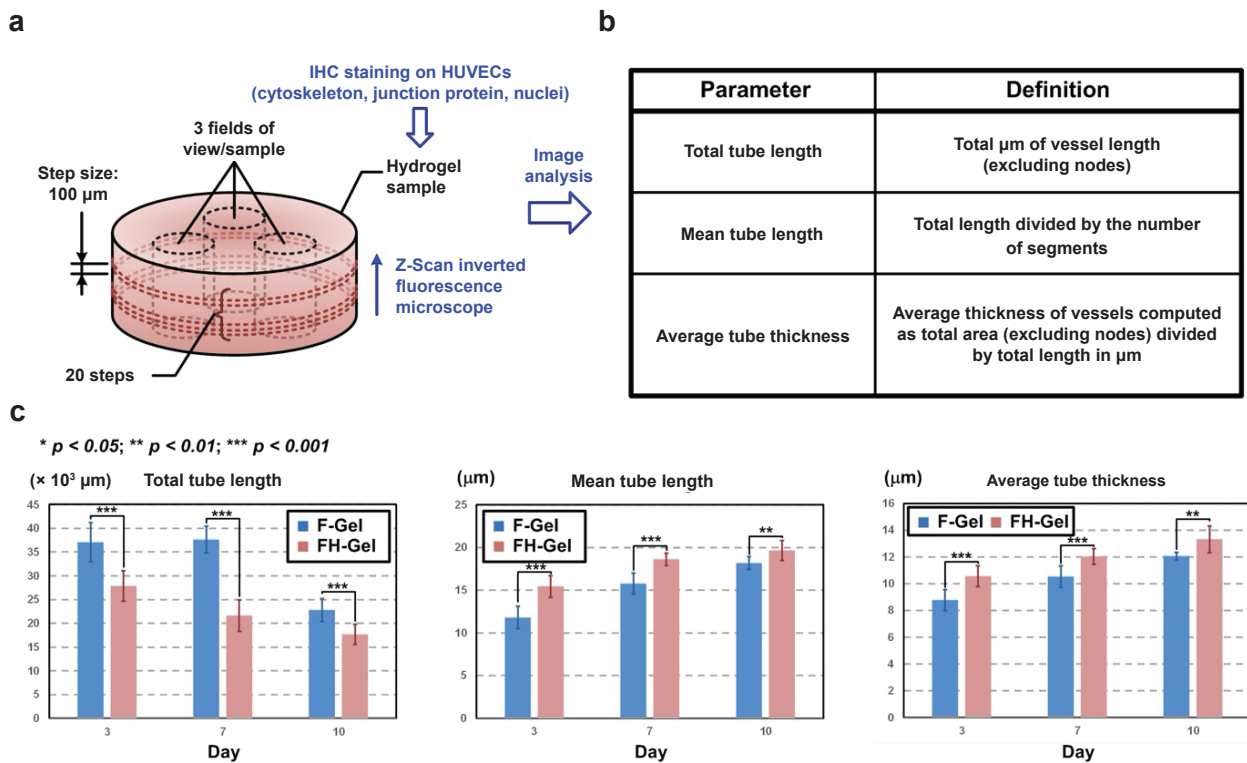 a
IHC staining on HUVECs
(cytoskeleton, junction protein, nuclei)
3 fields of
view/sample
Step size:
100 µm
Hydrogel
sample
Image
analysis
Z-Scan inverted
fluorescence
microscope
20 steps
b
Parameter Definition
Total tube length
Total µm of vessel length
(excluding nodes)
Mean tube length
Total length divided by the number
of segments
Average tube thickness
Average thickness of vessels computed
as total area (excluding nodes) divided
by total length in µm
c
* p < 0.05; ** p < 0.01; *** p < 0.001
(× 10³ µm) Total tube length
45
40
35
30
25
20
15
10
5
0
*** *** ***
F-Gel
FH-Gel
3 7 10
Day
(µm) Mean tube length
25
20
15
10
5
0
*** *** **
F-Gel
FH-Gel
3 7 10
Day
(µm) Average tube thickness
16
14
12
10
8
6
4
2
0
*** *** **
F-Gel FH-Gel
3 7 10
Day